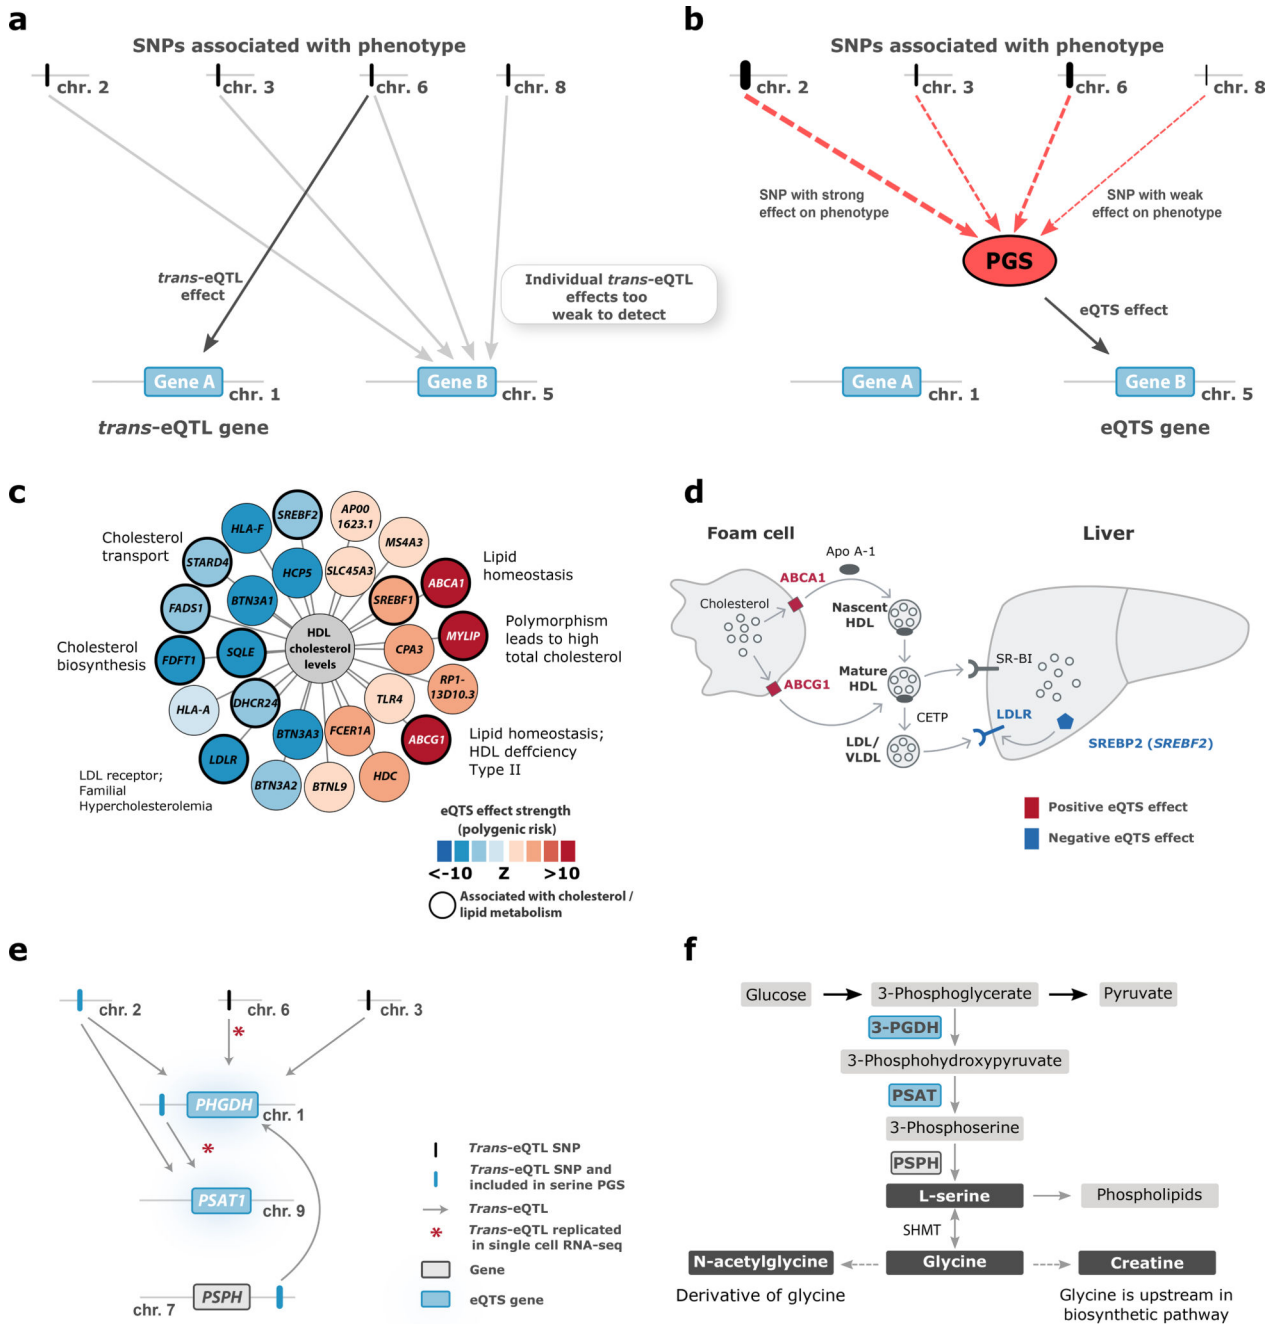 a
SNPs associated with phenotype
chr. 2
chr. 3
chr. 6
chr. 8
trans-eQTL
effect
Individual trans-eQTL
effects too
weak to detect
Gene A
chr. 1
Gene B
chr. 5
trans-eQTL gene
b
SNPs associated with phenotype
chr. 2
chr. 3
chr. 6
chr. 8
SNP with strong
effect on phenotype
SNP with weak
effect on phenotype
PGS
eQTS effect
Gene A
chr. 1
Gene B
chr. 5
eQTS gene
c
Cholesterol
transport
Cholesterol
biosynthesis
LDL receptor;
Familial
Hypercholesterolemia
HLA-F
SREBF2
AP00
1623.1
MS4A3
STARD4
HCP5
SLC45A3
ABCA1
FADS1
BTN3A1
SREBF1
HDL
cholesterol
levels
MYLIP
FDFT1
SQLE
CPA3
RP1-
13D10.3
HLA-A
DHCR24
TLR4
BTN3A3
FCER1A
ABCG1
LDLR
BTN3A2
BTNL9
HDC
Lipid
homeostasis
Polymorphism
leads to high
total cholesterol
Lipid homeostasis;
HDL deffciency
Type II
eQTS effect strength
(polygenic risk)
<-10
Z
>10
Associated with cholesterol /
lipid metabolism
d
Foam cell
Liver
Apo A-1
ABCA1
Cholesterol
Nascent
HDL
ABCG1
Mature
HDL
SR-BI
CETP
LDLR
LDL/
VLDL
SREBP2 (SREBF2)
Positive eQTS effect
Negative eQTS effect
e
chr. 2
chr. 6
chr. 3
*
PHGDH
chr. 1
*
PSAT1
chr. 9
PSPH
chr. 7
Trans-eQTL SNP
Trans-eQTL SNP and
included in serine PGS
Trans-eQTL
*
Trans-eQTL replicated
in single cell RNA-seq
Gene
eQTS gene
f
Glucose
3-Phosphoglycerate
Pyruvate
3-PGDH
3-Phosphohydroxypyruvate
PSAT
3-Phosphoserine
PSPH
L-serine
Phospholipids
SHMT
N-acetylglycine
Glycine
Creatine
Derivative of glycine
Glycine is upstream in
biosynthetic pathway